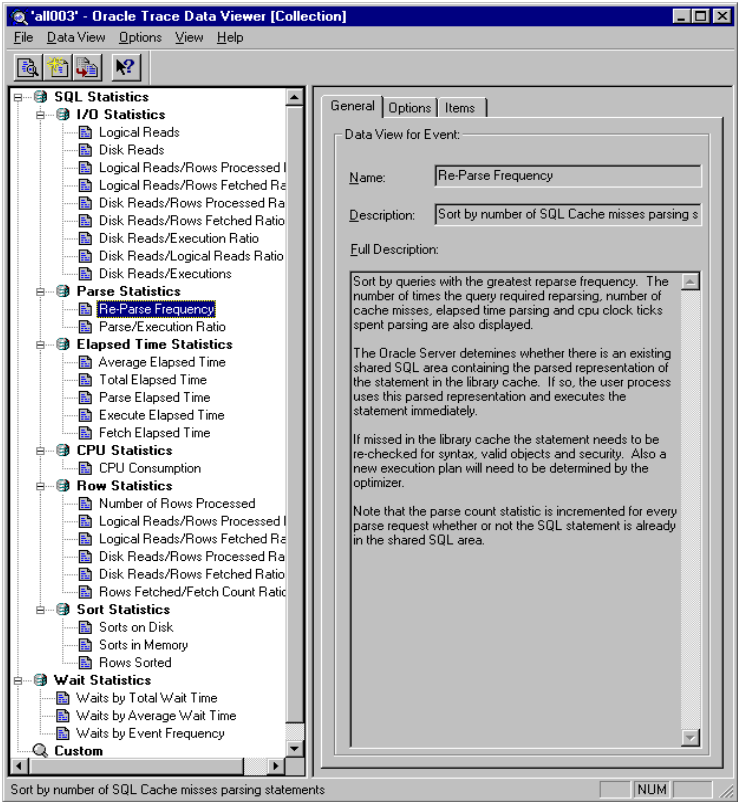 'all003' - Oracle Trace Data Viewer [Collection]
File Data View Options View Help
SQL Statistics
I/O Statistics
Logical Reads
Disk Reads
Logical Reads/Rows Processed
Logical Reads/Rows Fetched Ra
Disk Reads/Rows Processed Ra
Disk Reads/Rows Fetched Ratio
Disk Reads/Execution Ratio
Disk Reads/Logical Reads Ratio
Disk Reads/Executions
Parse Statistics
Re-Parse Frequency
Parse/Execution Ratio
Elapsed Time Statistics
Average Elapsed Time
Total Elapsed Time
Parse Elapsed Time
Execute Elapsed Time
Fetch Elapsed Time
CPU Statistics
CPU Consumption
Row Statistics
Number of Rows Processed
Logical Reads/Rows Processed
Logical Reads/Rows Fetched Ra
Disk Reads/Rows Processed Ra
Disk Reads/Rows Fetched Ratio
Rows Fetched/Fetch Count Ratio
Sort Statistics
Sorts on Disk
Sorts in Memory
Rows Sorted
Wait Statistics
Waits by Total Wait Time
Waits by Average Wait Time
Waits by Event Frequency
Custom
General Options Items
Data View for Event:
Name: Re-Parse Frequency
Description: Sort by number of SQL Cache misses parsing s
Full Description:
Sort by queries with the greatest reparse frequency. The
number of times the query required reparsing, number of
cache misses, elapsed time parsing and cpu clock ticks
spent parsing are also displayed.
The Oracle Server detemines whether there is an existing
shared SQL area containing the parsed representation of
the statement in the library cache. If so, the user process
uses this parsed representation and executes the
statement immediately.
If missed in the library cache the statement needs to be
re-checked for syntax, valid objects and security. Also a
new execution plan will need to be determined by the
optimizer.
Note that the parse count statistic is incremented for every
parse request whether or not the SQL statement is already
in the shared SQL area.
Sort by number of SQL Cache misses parsing statements
NUM